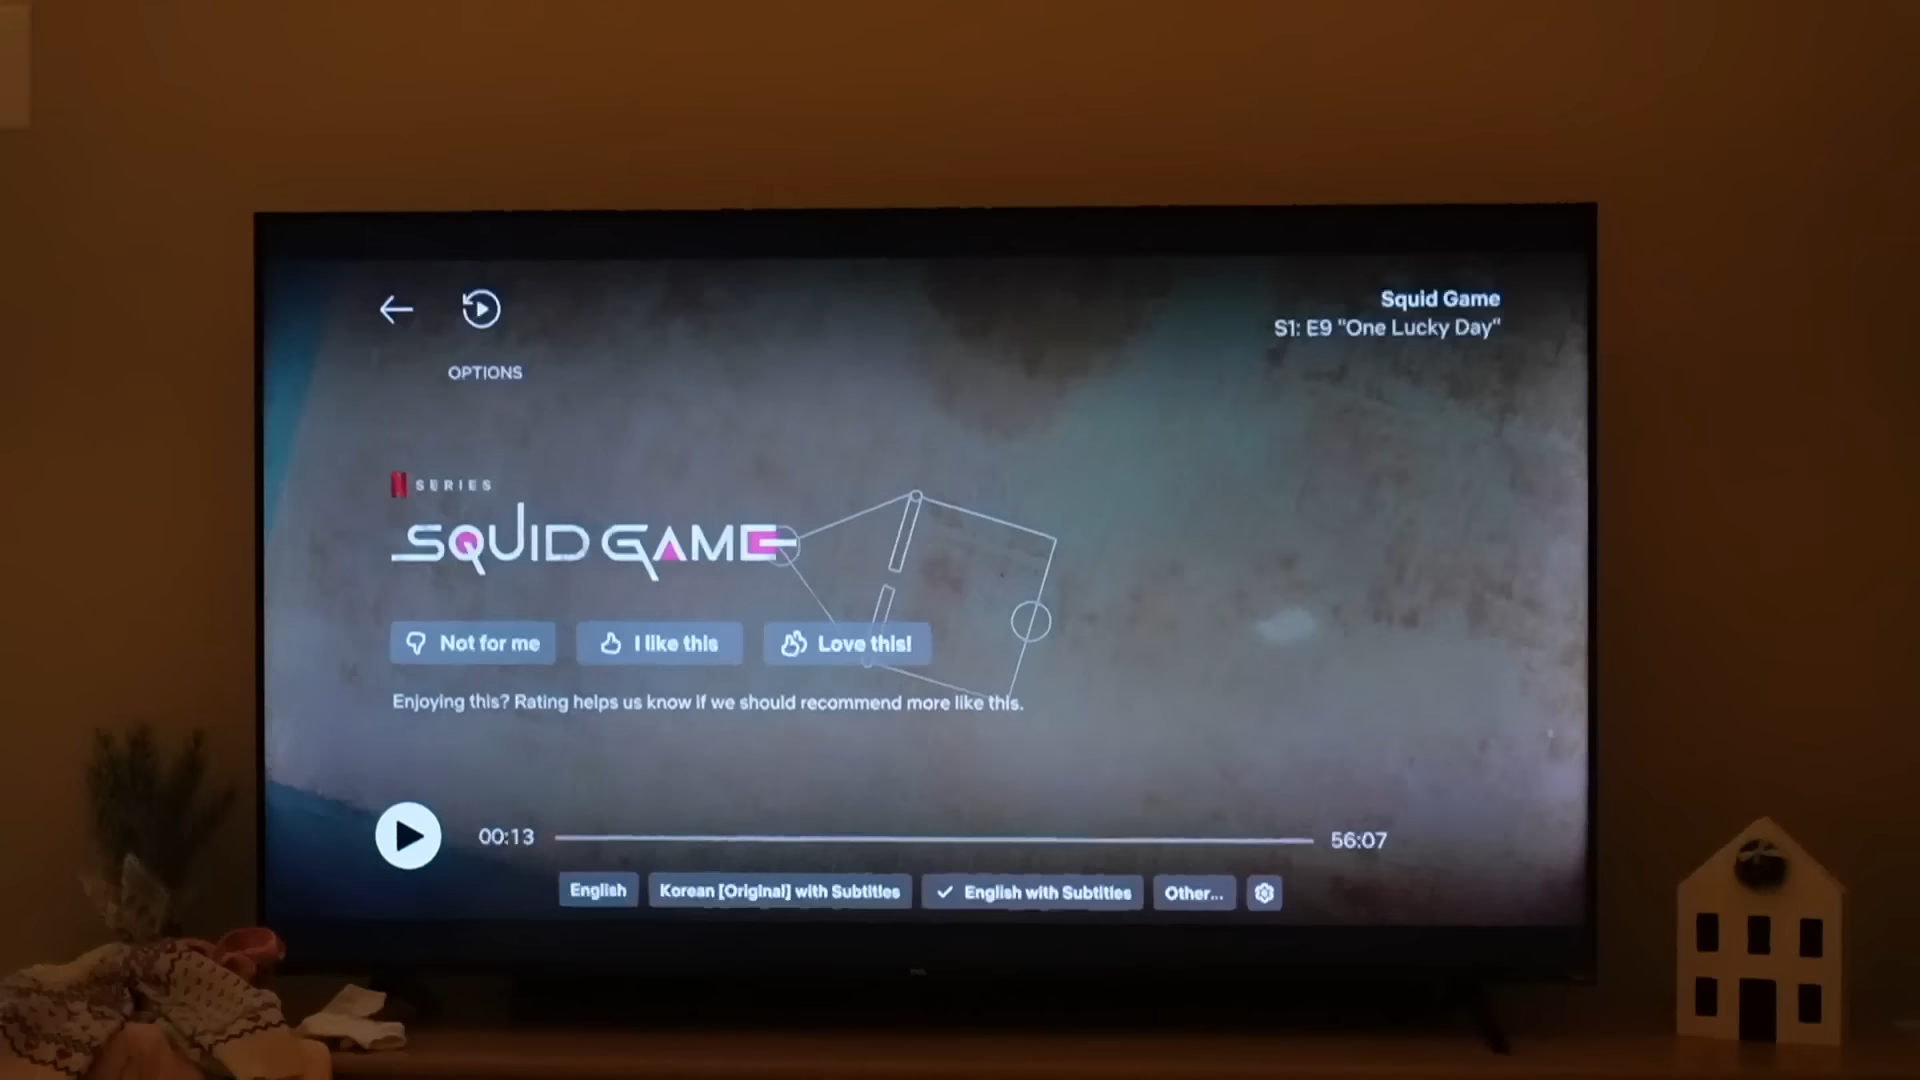 Squid Game
S1: E9 "One Lucky Day"
OPTIONS
SERIES
SQUID GAME
Not for me
I like this
Love this!
Enjoying this? Rating helps us know if we should recommend more like this.
00:13
56:07
English
Korean [Original] with Subtitles
English with Subtitles
Other...